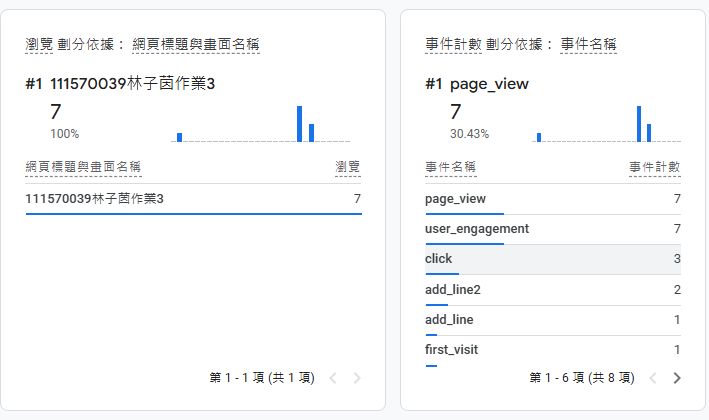 瀏覽 劃分依據： 網頁標題與畫面名稱
#1 111570039林子茵作業3
7
100%
網頁標題與畫面名稱 瀏覽
111570039林子茵作業3 7
第 1 - 1 項 (共 1 項)
事件計數 劃分依據： 事件名稱
#1 page_view
7
30.43%
事件名稱 事件計數
page_view 7
user_engagement 7
click 3
add_line2 2
add_line 1
first_visit 1
第 1 - 6 項 (共 8 項)